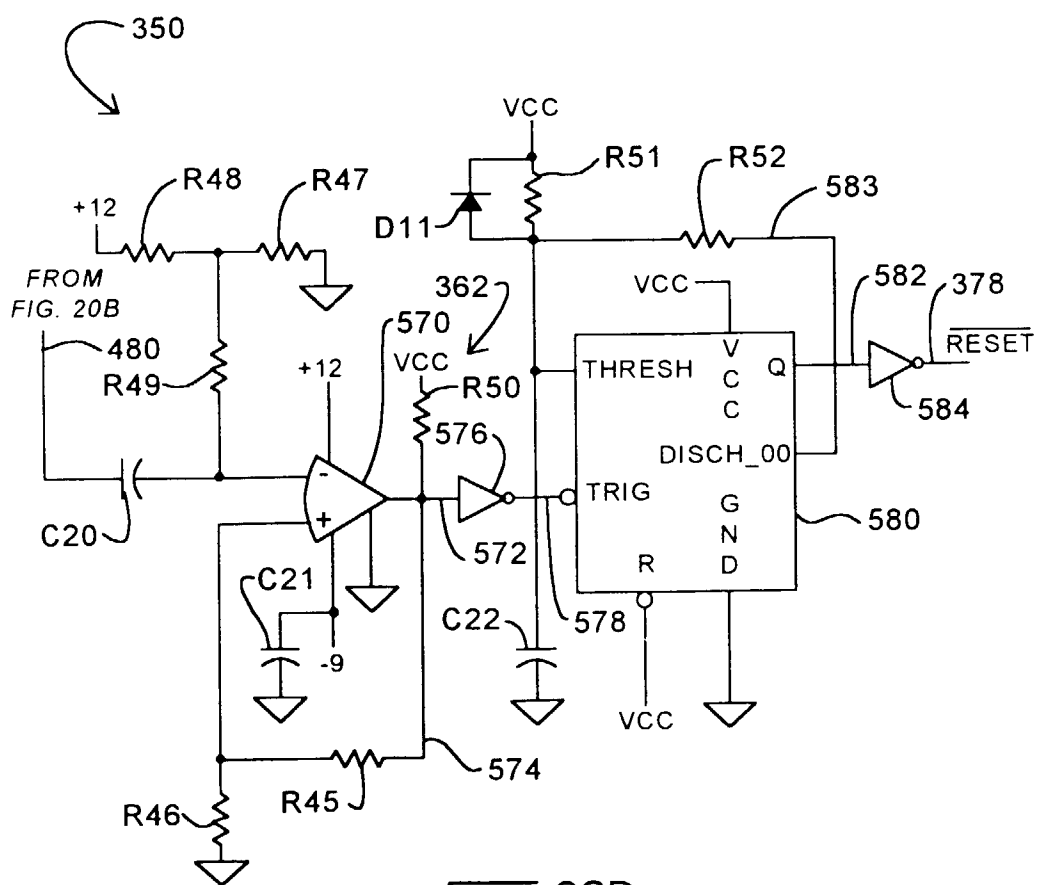 350
VCC
R51
R52
R48
R47
583
+12
D11
FROM
FIG. 20B
362
VCC
582
378
570
RESET
480
VCC
THRESH
V
C
C
Q
R49
+12
R50
584
576
DISCH_00
-
+
TRIG
G
N
D
580
C20
572
R
C21
C22
578
-9
VCC
574
R45
R46